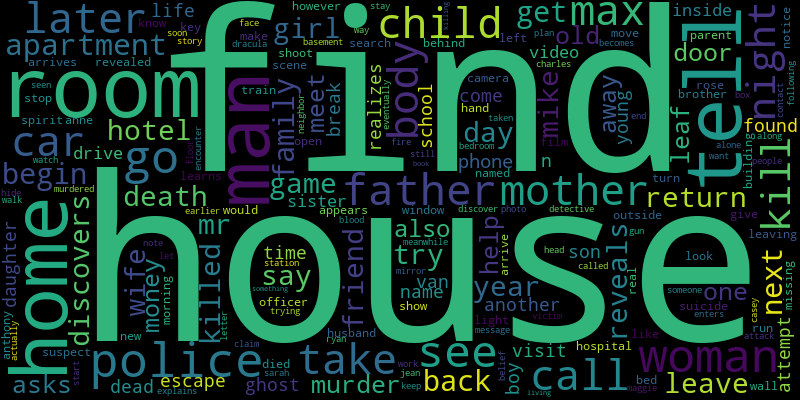 find
house
room
man
child
tell
home
father
mother
woman
police
take
call
see
kill
night
body
car
go
girl
get
max
later
life
apartment
hotel
begin
death
discovers
family
meet
break
realizes
school
mike
old
day
come
phone
door
away
young
leaf
found
return
next
one
game
sister
friend
also
try
van
name
help
year
another
son
reveals
say
time
mr
wife
money
killed
daughter
asks
dead
escape
ghost
murder
back
visit
boy
leave
attempt
officer
however
key
know
soon
story
make
face
dracula
basement
way
stay
arrives
revealed
seen
stop
spirit
anne
train
scene
shoot
search
behind
left
move
becomes
charles
plan
video
inside
parent
notice
camera
hand
taken
brother
rose
box
drive
watch
hide
walk
murdered
learns
floor
encounter
neighbor
open
eventually
fire
still
book
bedroom
film
end
n
named
turn
building
want
alone
along
contact
people
following
earlier
would
appears
window
discover
photo
detective
outside
give
leaving
blood
meanwhile
arrive
head
called
gun
real
look
someone
suicide
missing
enters
casey
run
attack
morning
note
let
station
something
trying
mirror
show
light
message
victim
hospital
like
bed
wall
maggie
anthony
actually
suspect
start
new
explains
claim
letter
died
sarah
husband
ryan
work
keep
jean
belief
living